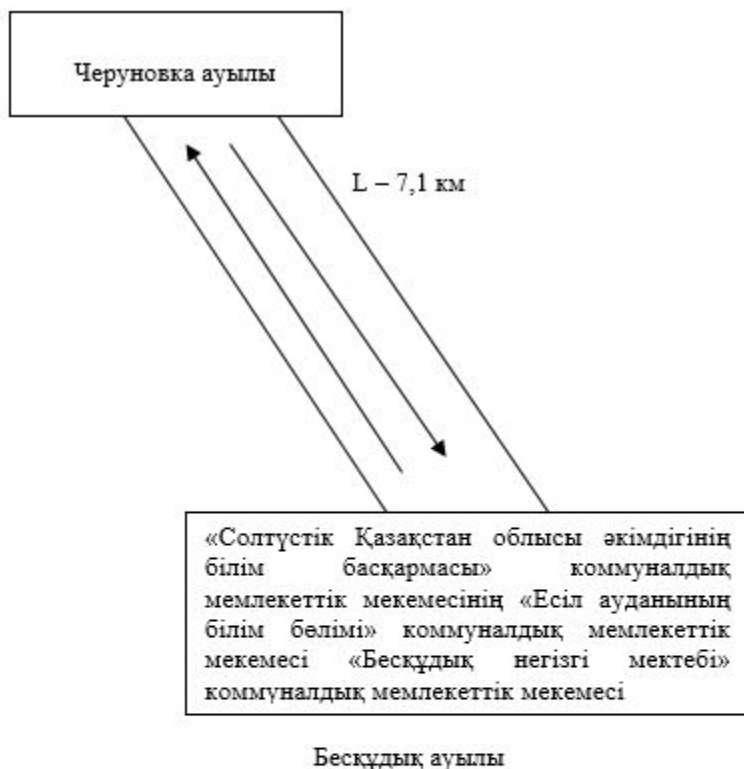 Черуновка ауылы
L – 7,1 км
«Солтүстік Қазақстан облысы әкімдігінің
білім басқармасы» коммуналдық
мемлекеттік мекемесінің «Есіл ауданының
білім бөлімі» коммуналдық мемлекеттік
мекемесі «Бесқұдық негізгі мектебі»
коммуналдық мемлекеттік мекемесі
Бесқұдық ауылы